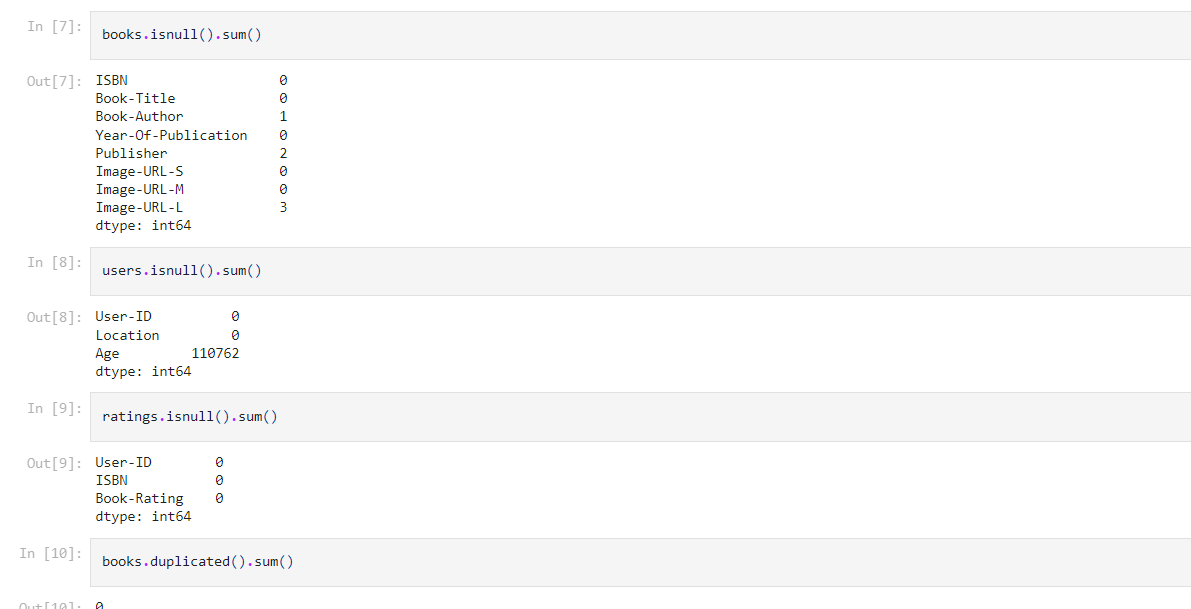 In [7]: books.isnull().sum()
Out[7]: ISBN 0
Book-Title 0
Book-Author 1
Year-Of-Publication 0
Publisher 2
Image-URL-S 0
Image-URL-M 0
Image-URL-L 3
dtype: int64
In [8]: users.isnull().sum()
Out[8]: User-ID 0
Location 0
Age 110762
dtype: int64
In [9]: ratings.isnull().sum()
Out[9]: User-ID 0
ISBN 0
Book-Rating 0
dtype: int64
In [10]: books.duplicated().sum()
Out[10]: 0